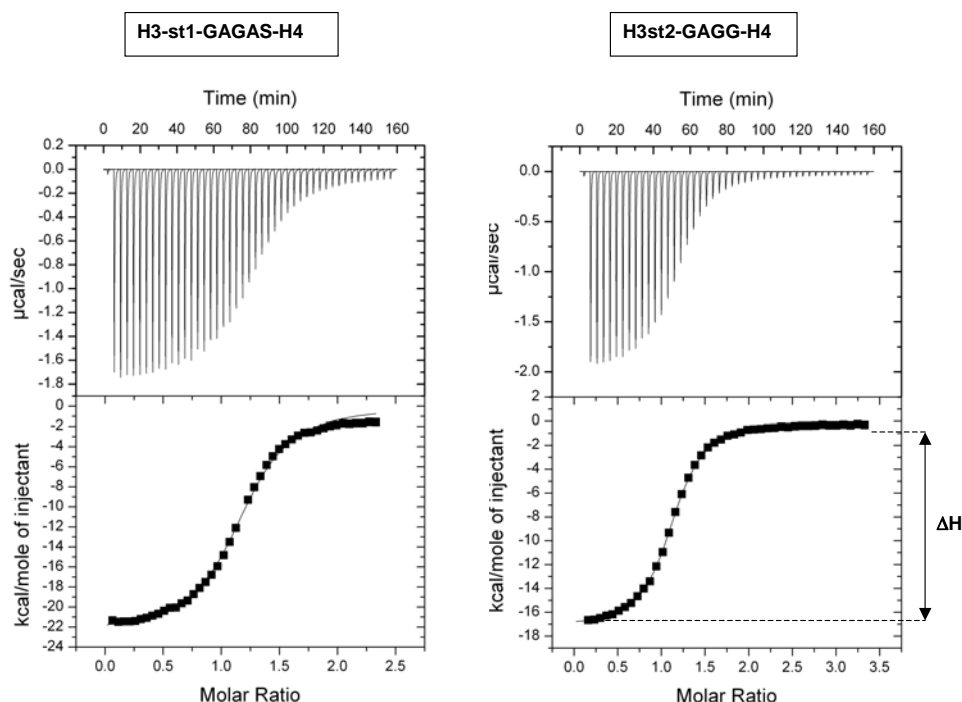 H3-st1-GAGAS-H4
Time (min)
0 20 40 60 80 100 120 140 160
0.2
0.0
-0.2
-0.4
-0.6
-0.8
-1.0
-1.2
-1.4
-1.6
-1.8
µcal/sec
0
-2
-4
-6
-8
-10
-12
-14
-16
-18
-20
-22
-24
kcal/mole of injectant
0.0 0.5 1.0 1.5 2.0 2.5
Molar Ratio
H3st2-GAGG-H4
Time (min)
0 20 40 60 80 100 120 140 160
0.0
-0.5
-1.0
-1.5
-2.0
2
µcal/sec
0
-2
-4
-6
-8
-10
-12
-14
-16
-18
kcal/mole of injectant
0.0 0.5 1.0 1.5 2.0 2.5 3.0 3.5
Molar Ratio
ΔH